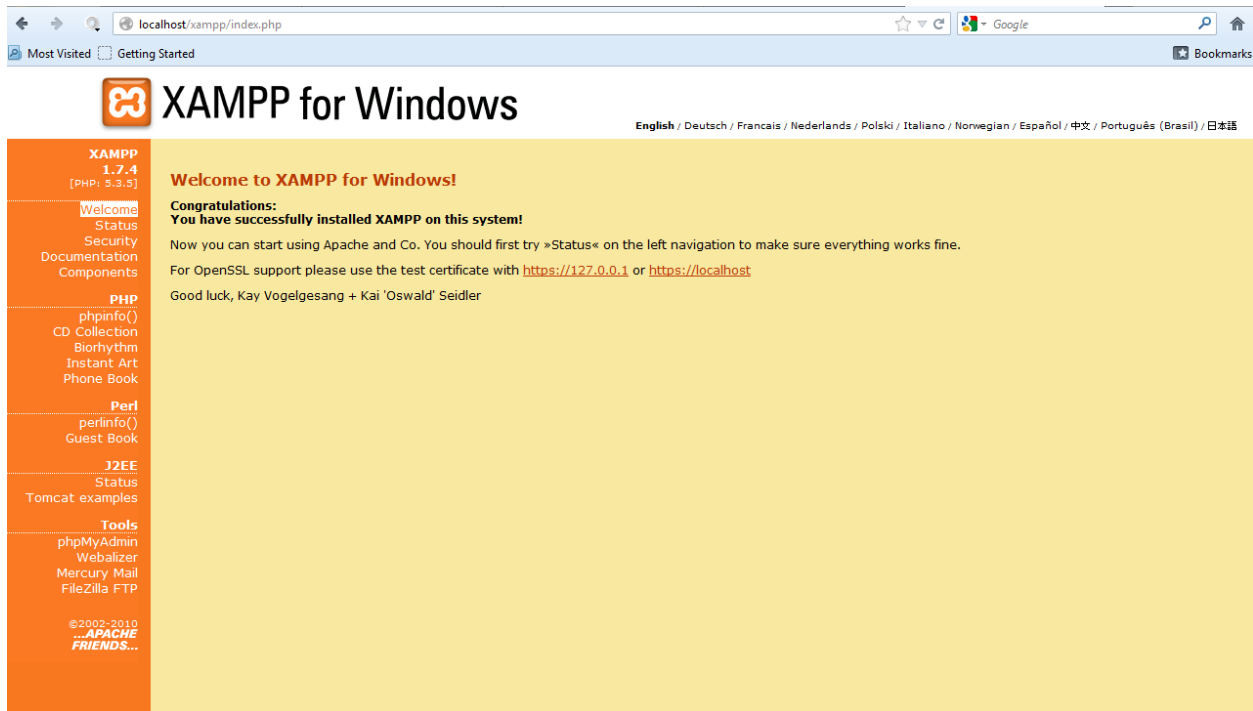 localhost/xampp/index.php
Google
Most Visited Getting Started
Bookmarks
XAMPP for Windows
English / Deutsch / Francais / Nederlands / Polski / Italiano / Norwegian / Español / 中文 / Português (Brasil) / 日本語
XAMPP
1.7.4
[PHP: 5.3.5]
Welcome
Status
Security
Documentation
Components
PHP
phpinfo()
CD Collection
Biorhythm
Instant Art
Phone Book
Perl
perlinfo()
Guest Book
J2EE
Status
Tomcat examples
Tools
phpMyAdmin
Webalizer
Mercury Mail
FileZilla FTP
©2002-2010
...APACHE
FRIENDS...
Welcome to XAMPP for Windows!
Congratulations:
You have successfully installed XAMPP on this system!
Now you can start using Apache and Co. You should first try »Status« on the left navigation to make sure everything works fine.
For OpenSSL support please use the test certificate with https://127.0.0.1 or https://localhost
Good luck, Kay Vogelgesang + Kai 'Oswald' Seidler